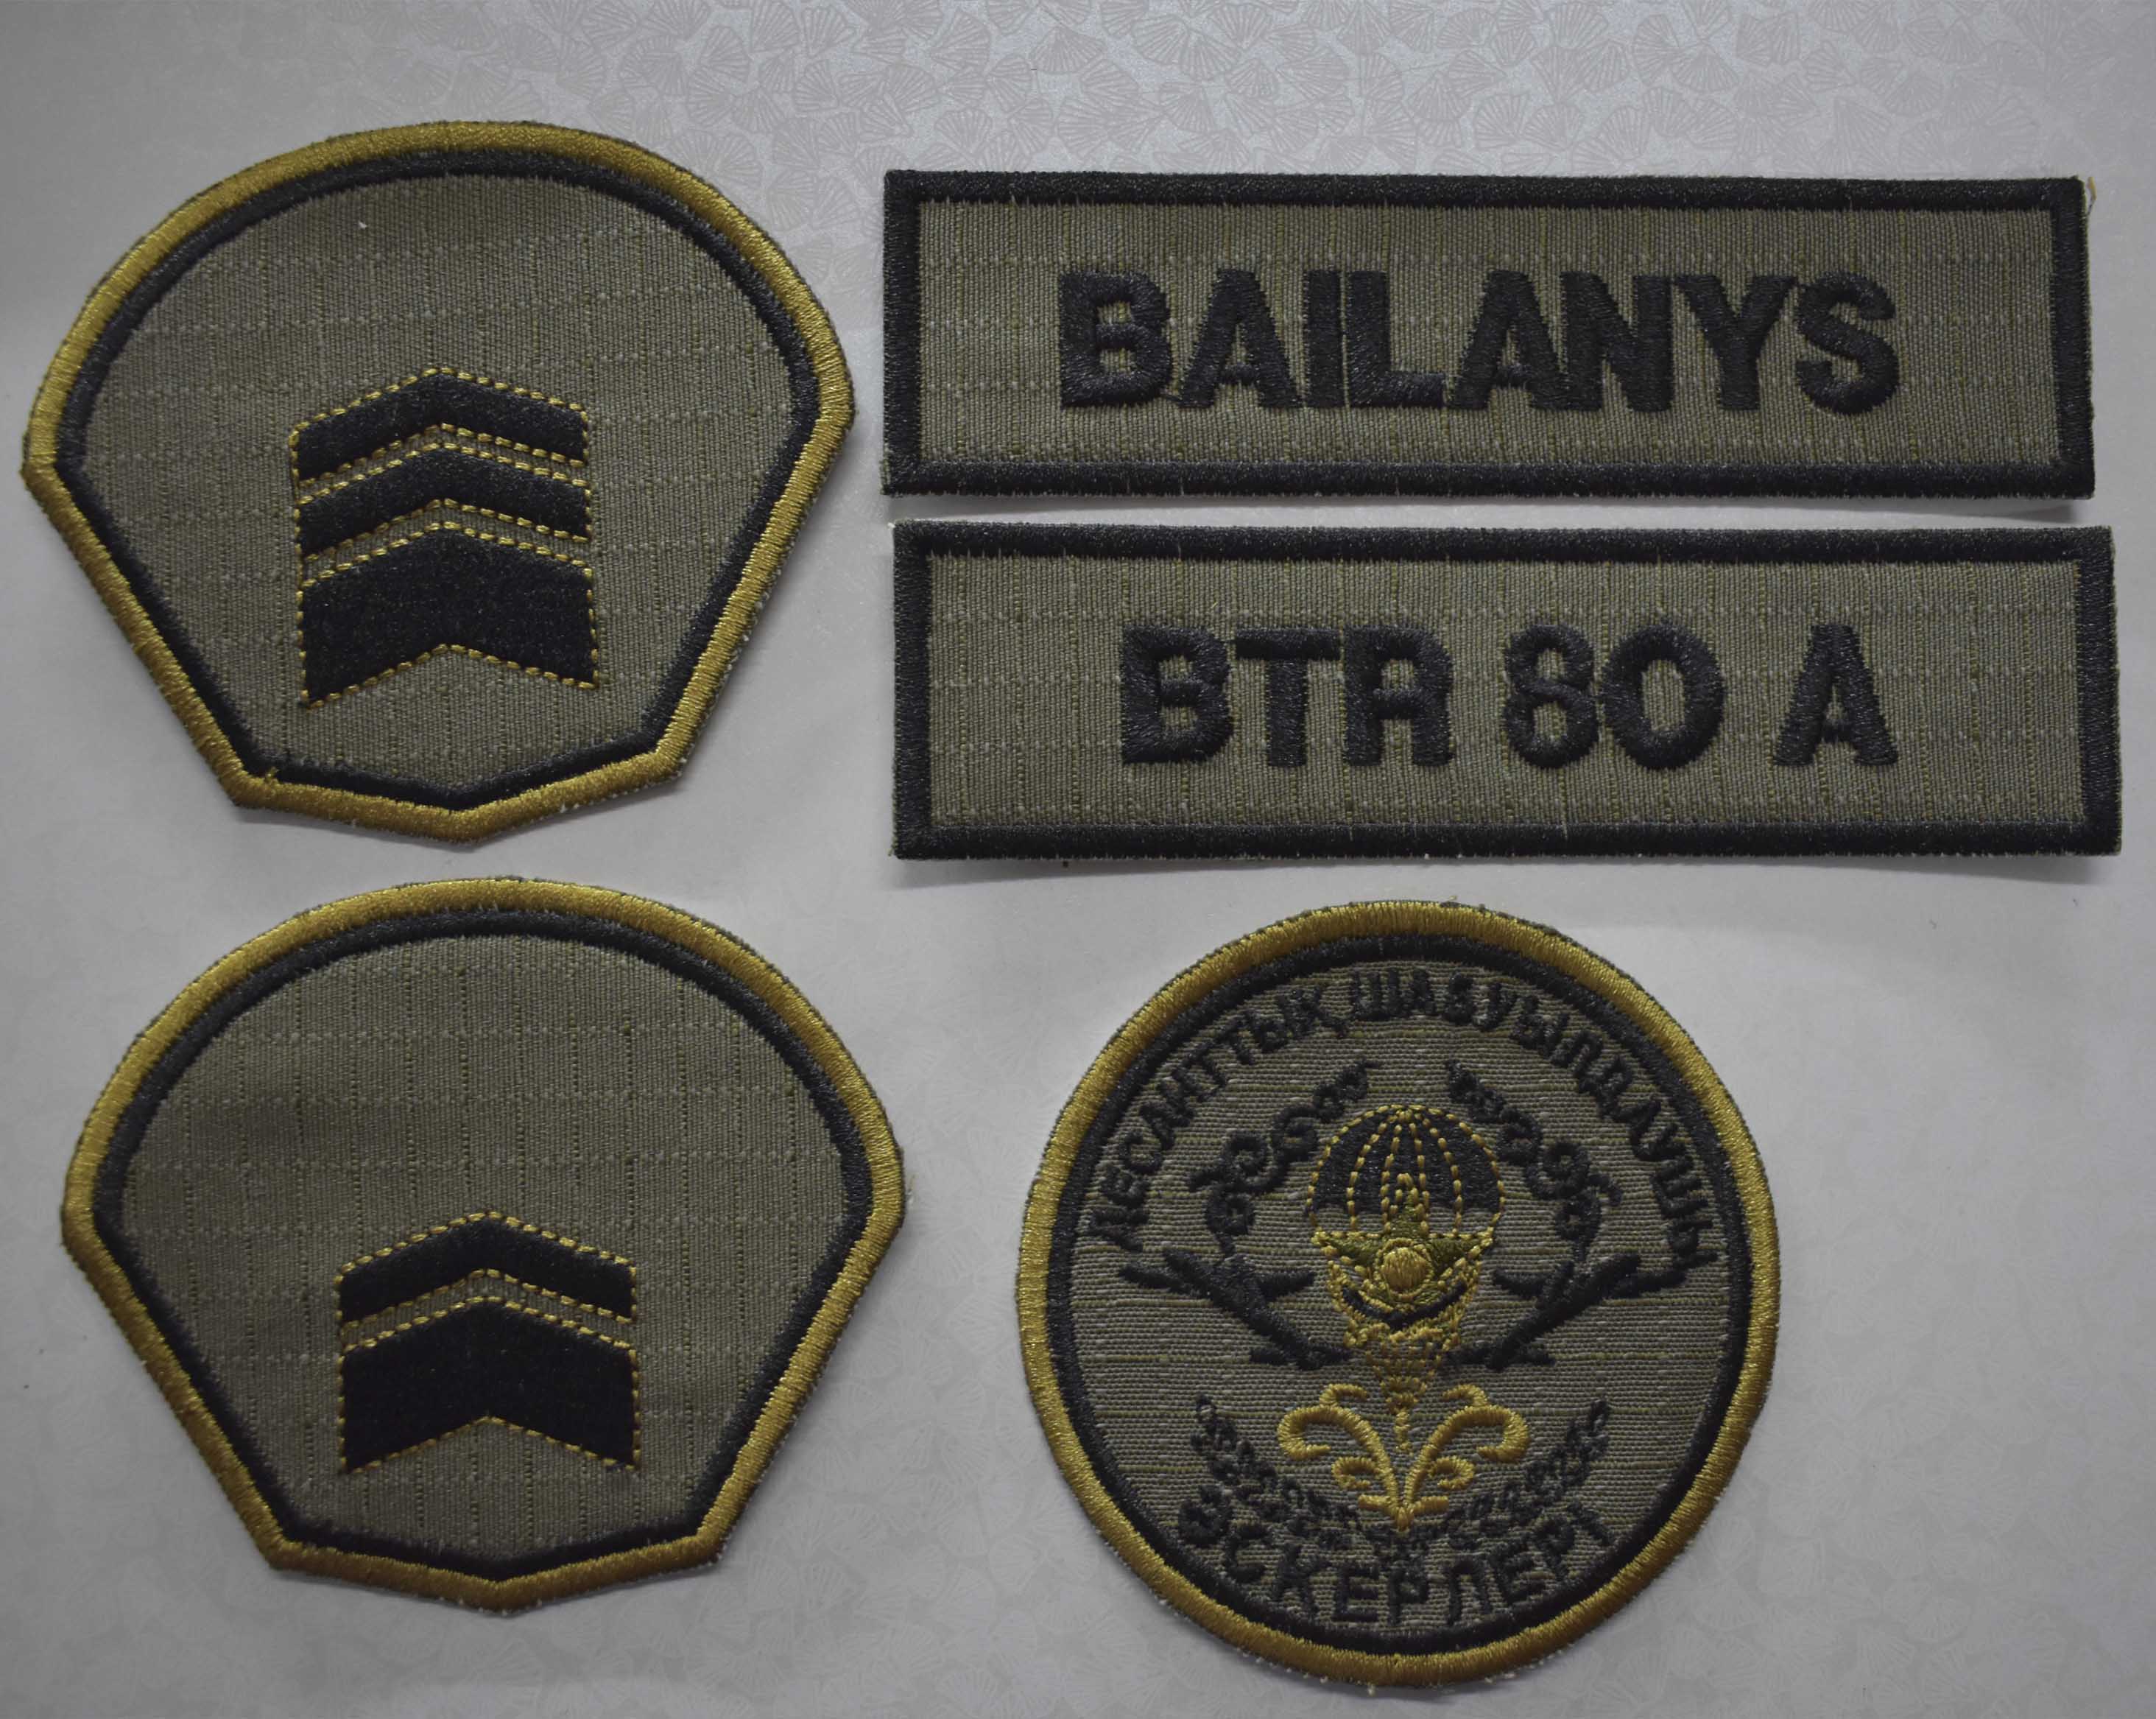 BAILANYS
BTR 80 A
ДЕСАНТТЫҚ ШАБУЫЛДАУШЫ
ӘСКЕРЛЕРІ